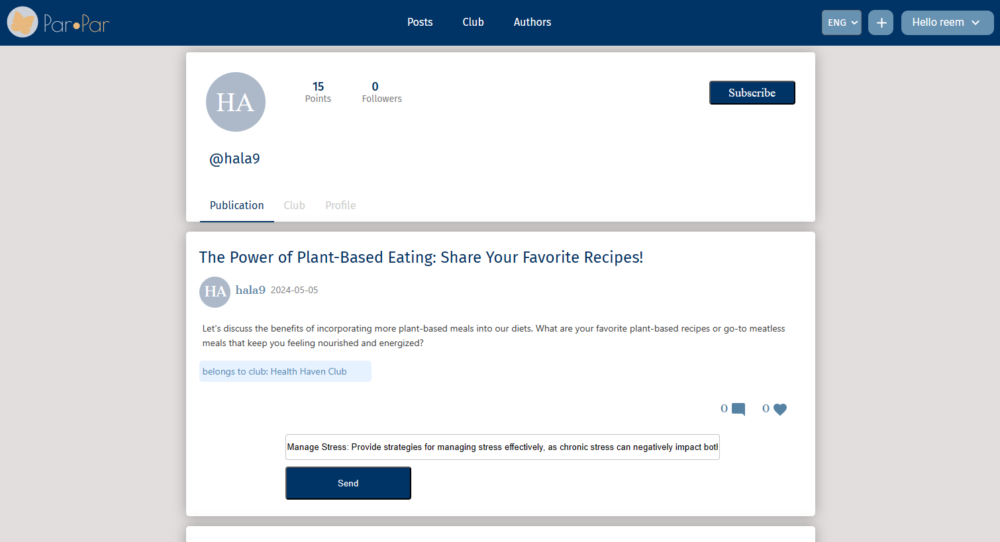 Par•Par
Posts Club Authors
ENG
+
Hello reem
HA
15
Points
0
Followers
Subscribe
@hala9
Publication Club Profile
The Power of Plant-Based Eating: Share Your Favorite Recipes!
HA hala9 2024-05-05
Let's discuss the benefits of incorporating more plant-based meals into our diets. What are your favorite plant-based recipes or go-to meatless
meals that keep you feeling nourished and energized?
belongs to club: Health Haven Club
0 0
Manage Stress: Provide strategies for managing stress effectively, as chronic stress can negatively impact both
Send